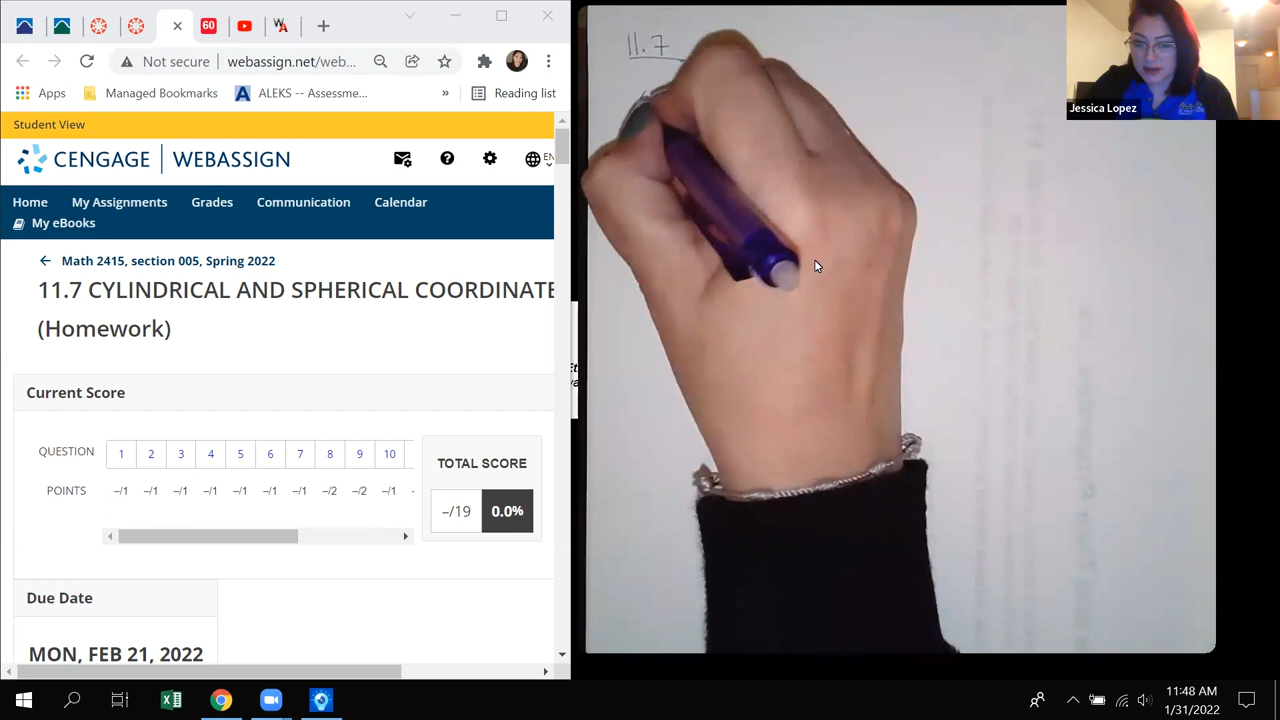 60
Not secure
webassign.net/web...
Apps
Managed Bookmarks
ALEKS -- Assessme...
»
Reading list
Student View
CENGAGE | WEBASSIGN
EN
Home
My Assignments
Grades
Communication
Calendar
My eBooks
Math 2415, section 005, Spring 2022
11.7 CYLINDRICAL AND SPHERICAL COORDINATE
(Homework)
Current Score
QUESTION 1 2 3 4 5 6 7 8 9 10
POINTS –/1 –/1 –/1 –/1 –/1 –/1 –/1 –/2 –/2 –/1
TOTAL SCORE
–/19 0.0%
Due Date
MON, FEB 21, 2022
11.7
Jessica Lopez
11:48 AM
1/31/2022